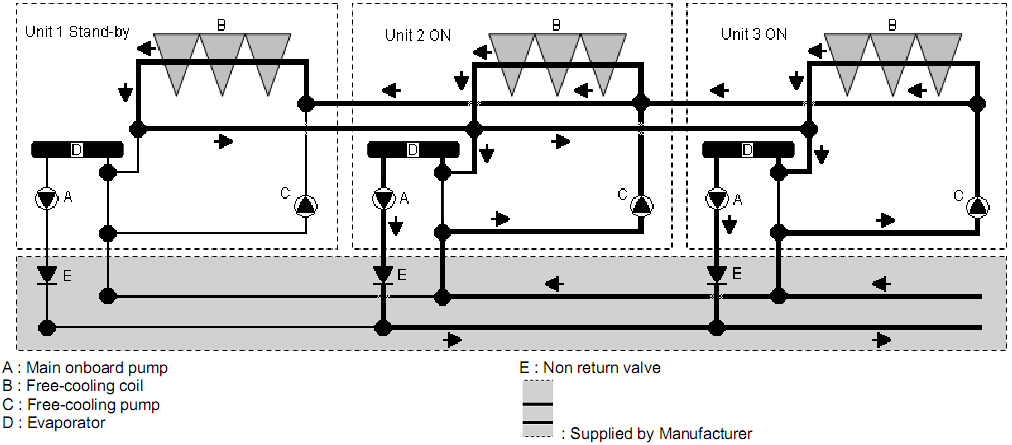 Unit 1 Stand-by
B
Unit 2 ON
B
Unit 3 ON
B
D
D
D
A
C
A
C
A
C
E
E
E
A : Main onboard pump
B : Free-cooling coil
C : Free-cooling pump
D : Evaporator
E : Non return valve
: Supplied by Manufacturer